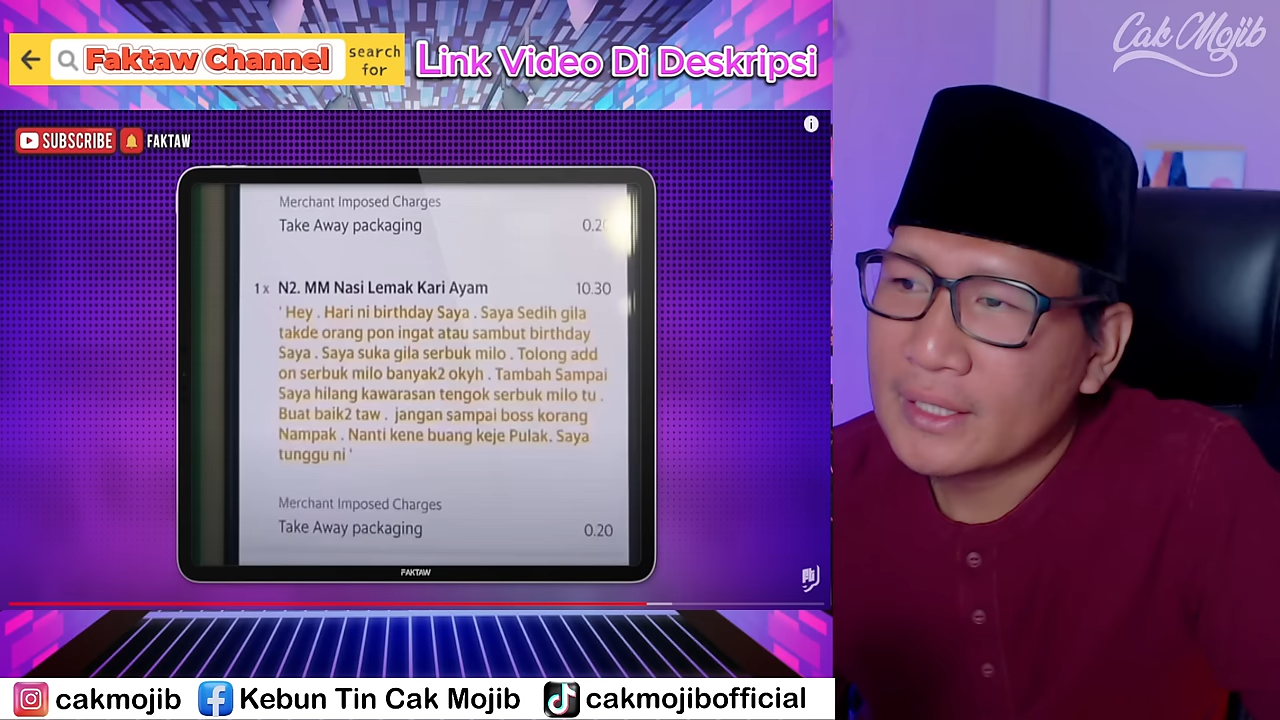 Faktaw Channel
search
for
Link Video Di Deskripsi
Cak Mojib
SUBSCRIBE
FAKTAW
Merchant Imposed Charges
Take Away packaging 0.20
1 x N2. MM Nasi Lemak Kari Ayam 10.30
' Hey . Hari ni birthday Saya . Saya Sedih gila
takde orang pon ingat atau sambut birthday
Saya . Saya suka gila serbuk milo . Tolong add
on serbuk milo banyak2 okyh . Tambah Sampai
Saya hilang kawarasan tengok serbuk milo tu .
Buat baik2 taw . jangan sampai boss korang
Nampak . Nanti kene buang keje Pulak. Saya
tunggu ni '
Merchant Imposed Charges
Take Away packaging 0.20
FAKTAW
cakmojib Kebun Tin Cak Mojib cakmojibofficial